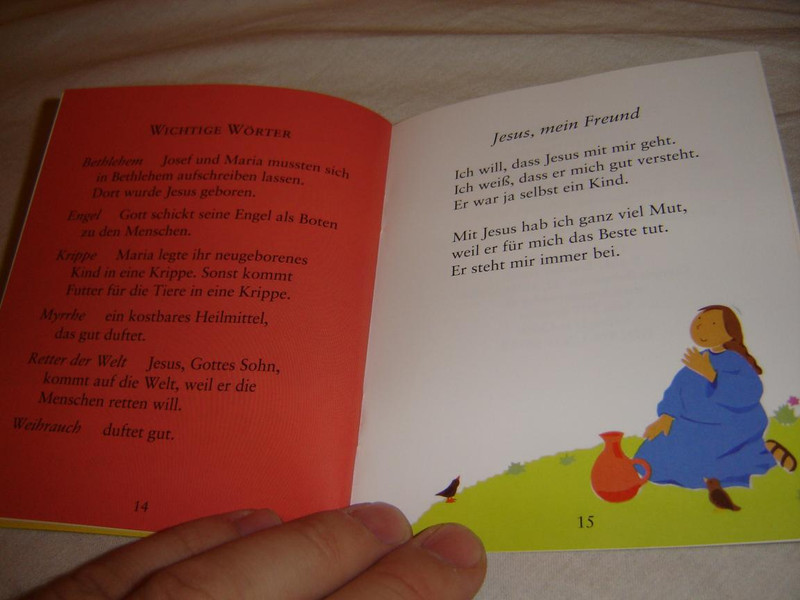 WICHTIGE WÖRTER
Bethlehem Josef und Maria mussten sich
in Bethlehem aufschreiben lassen.
Dort wurde Jesus geboren.
Engel Gott schickt seine Engel als Boten
zu den Menschen.
Krippe Maria legte ihr neugeborenes
Kind in eine Krippe. Sonst kommt
Futter für die Tiere in eine Krippe.
Myrrhe ein kostbares Heilmittel,
das gut duftet.
Retter der Welt Jesus, Gottes Sohn,
kommt auf die Welt, weil er die
Menschen retten will.
Weihrauch duftet gut.
14
Jesus, mein Freund
Ich will, dass Jesus mit mir geht.
Ich weiß, dass er mich gut versteht.
Er war ja selbst ein Kind.
Mit Jesus hab ich ganz viel Mut,
weil er für mich das Beste tut.
Er steht mir immer bei.
15